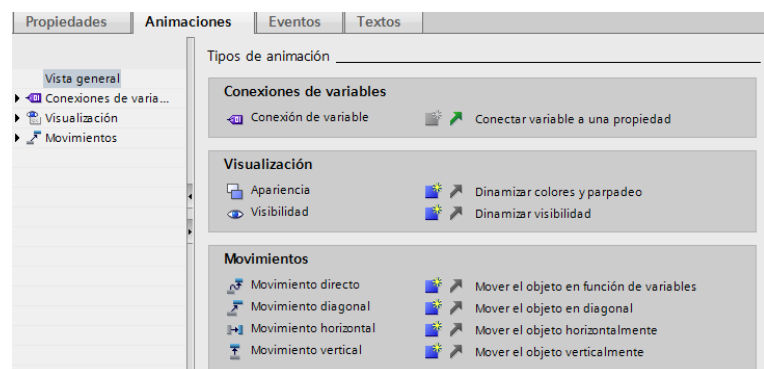 Propiedades Animaciones Eventos Textos
Tipos de animación
Vista general
Conexiones de varia...
Visualización
Movimientos
Conexiones de variables
Conexión de variable Conectar variable a una propiedad
Visualización
Apariencia Dinamizar colores y parpadeo
Visibilidad Dinamizar visibilidad
Movimientos
Movimiento directo Mover el objeto en función de variables
Movimiento diagonal Mover el objeto en diagonal
Movimiento horizontal Mover el objeto horizontalmente
Movimiento vertical Mover el objeto verticalmente